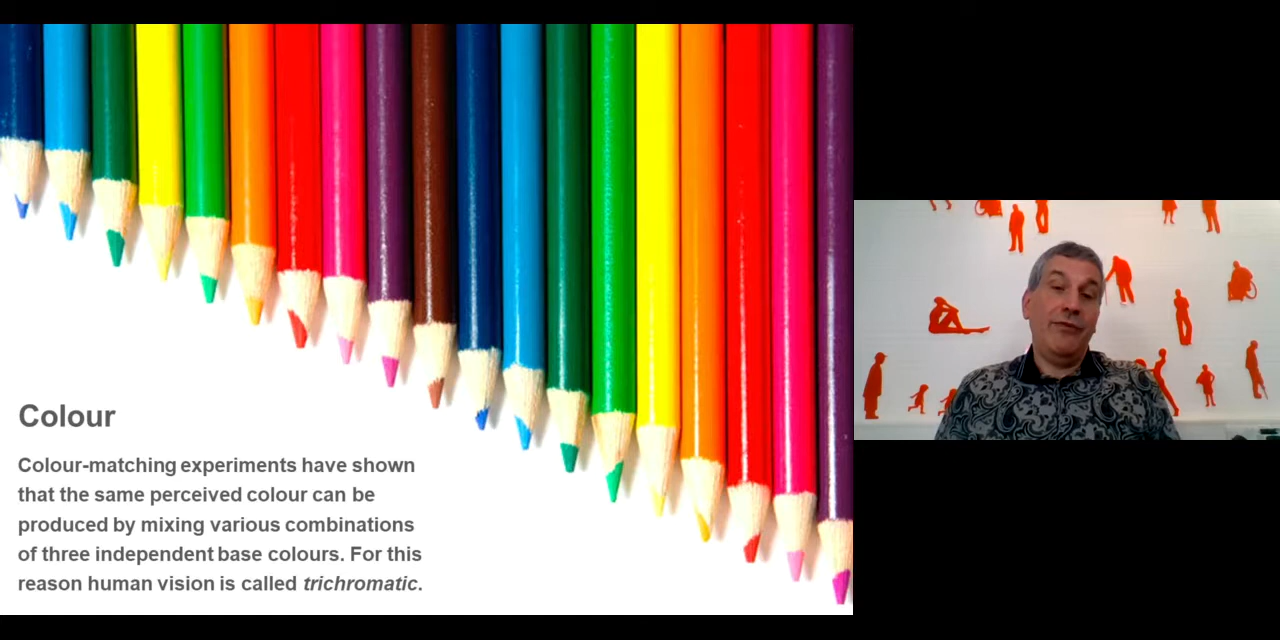 Colour
Colour-matching experiments have shown
that the same perceived colour can be
produced by mixing various combinations
of three independent base colours. For this
reason human vision is called trichromatic.